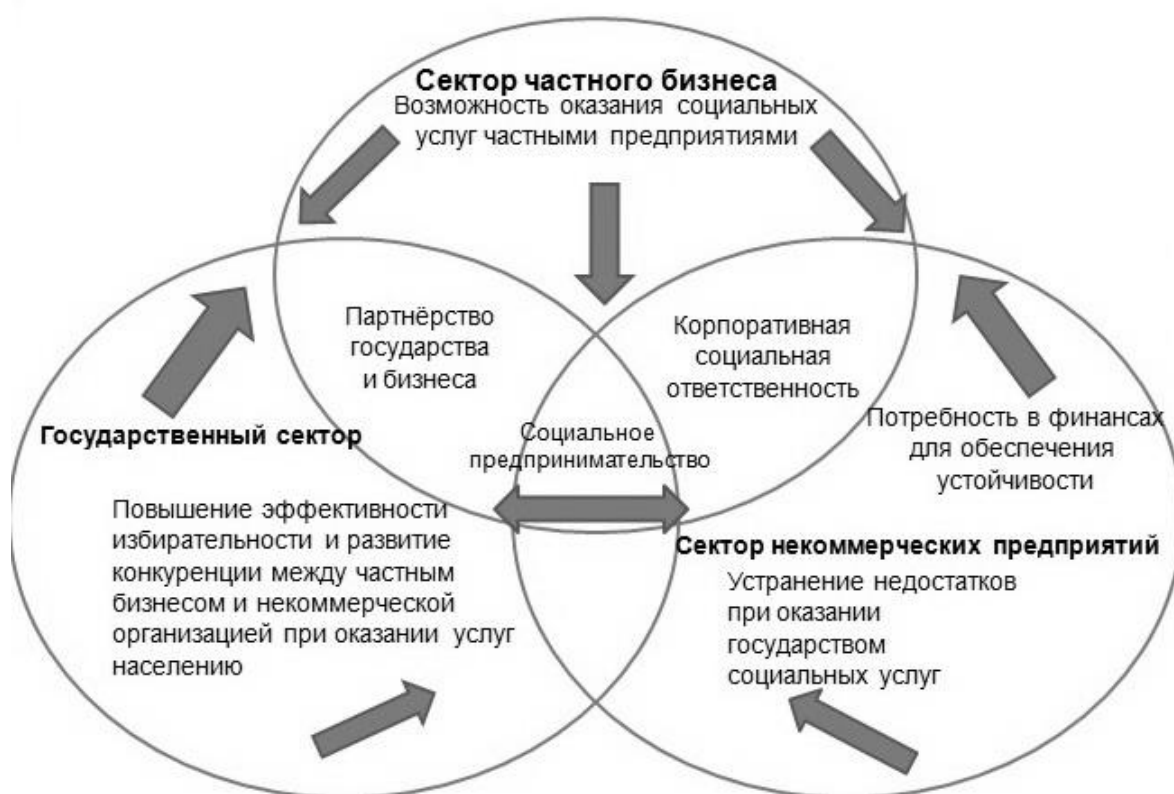 Сектор частного бизнеса
Возможность оказания социальных
услуг частными предприятиями
Партнёрство
государства
и бизнеса
Корпоративная
социальная
ответственность
Государственный сектор
Социальное
предпринимательство
Потребность в финансах
для обеспечения
устойчивости
Повышение эффективности
избирательности и развитие
конкуренции между частным
бизнесом и некоммерческой
организацией при оказании услуг
населению
Сектор некоммерческих предприятий
Устранение недостатков
при оказании
государством
социальных услуг